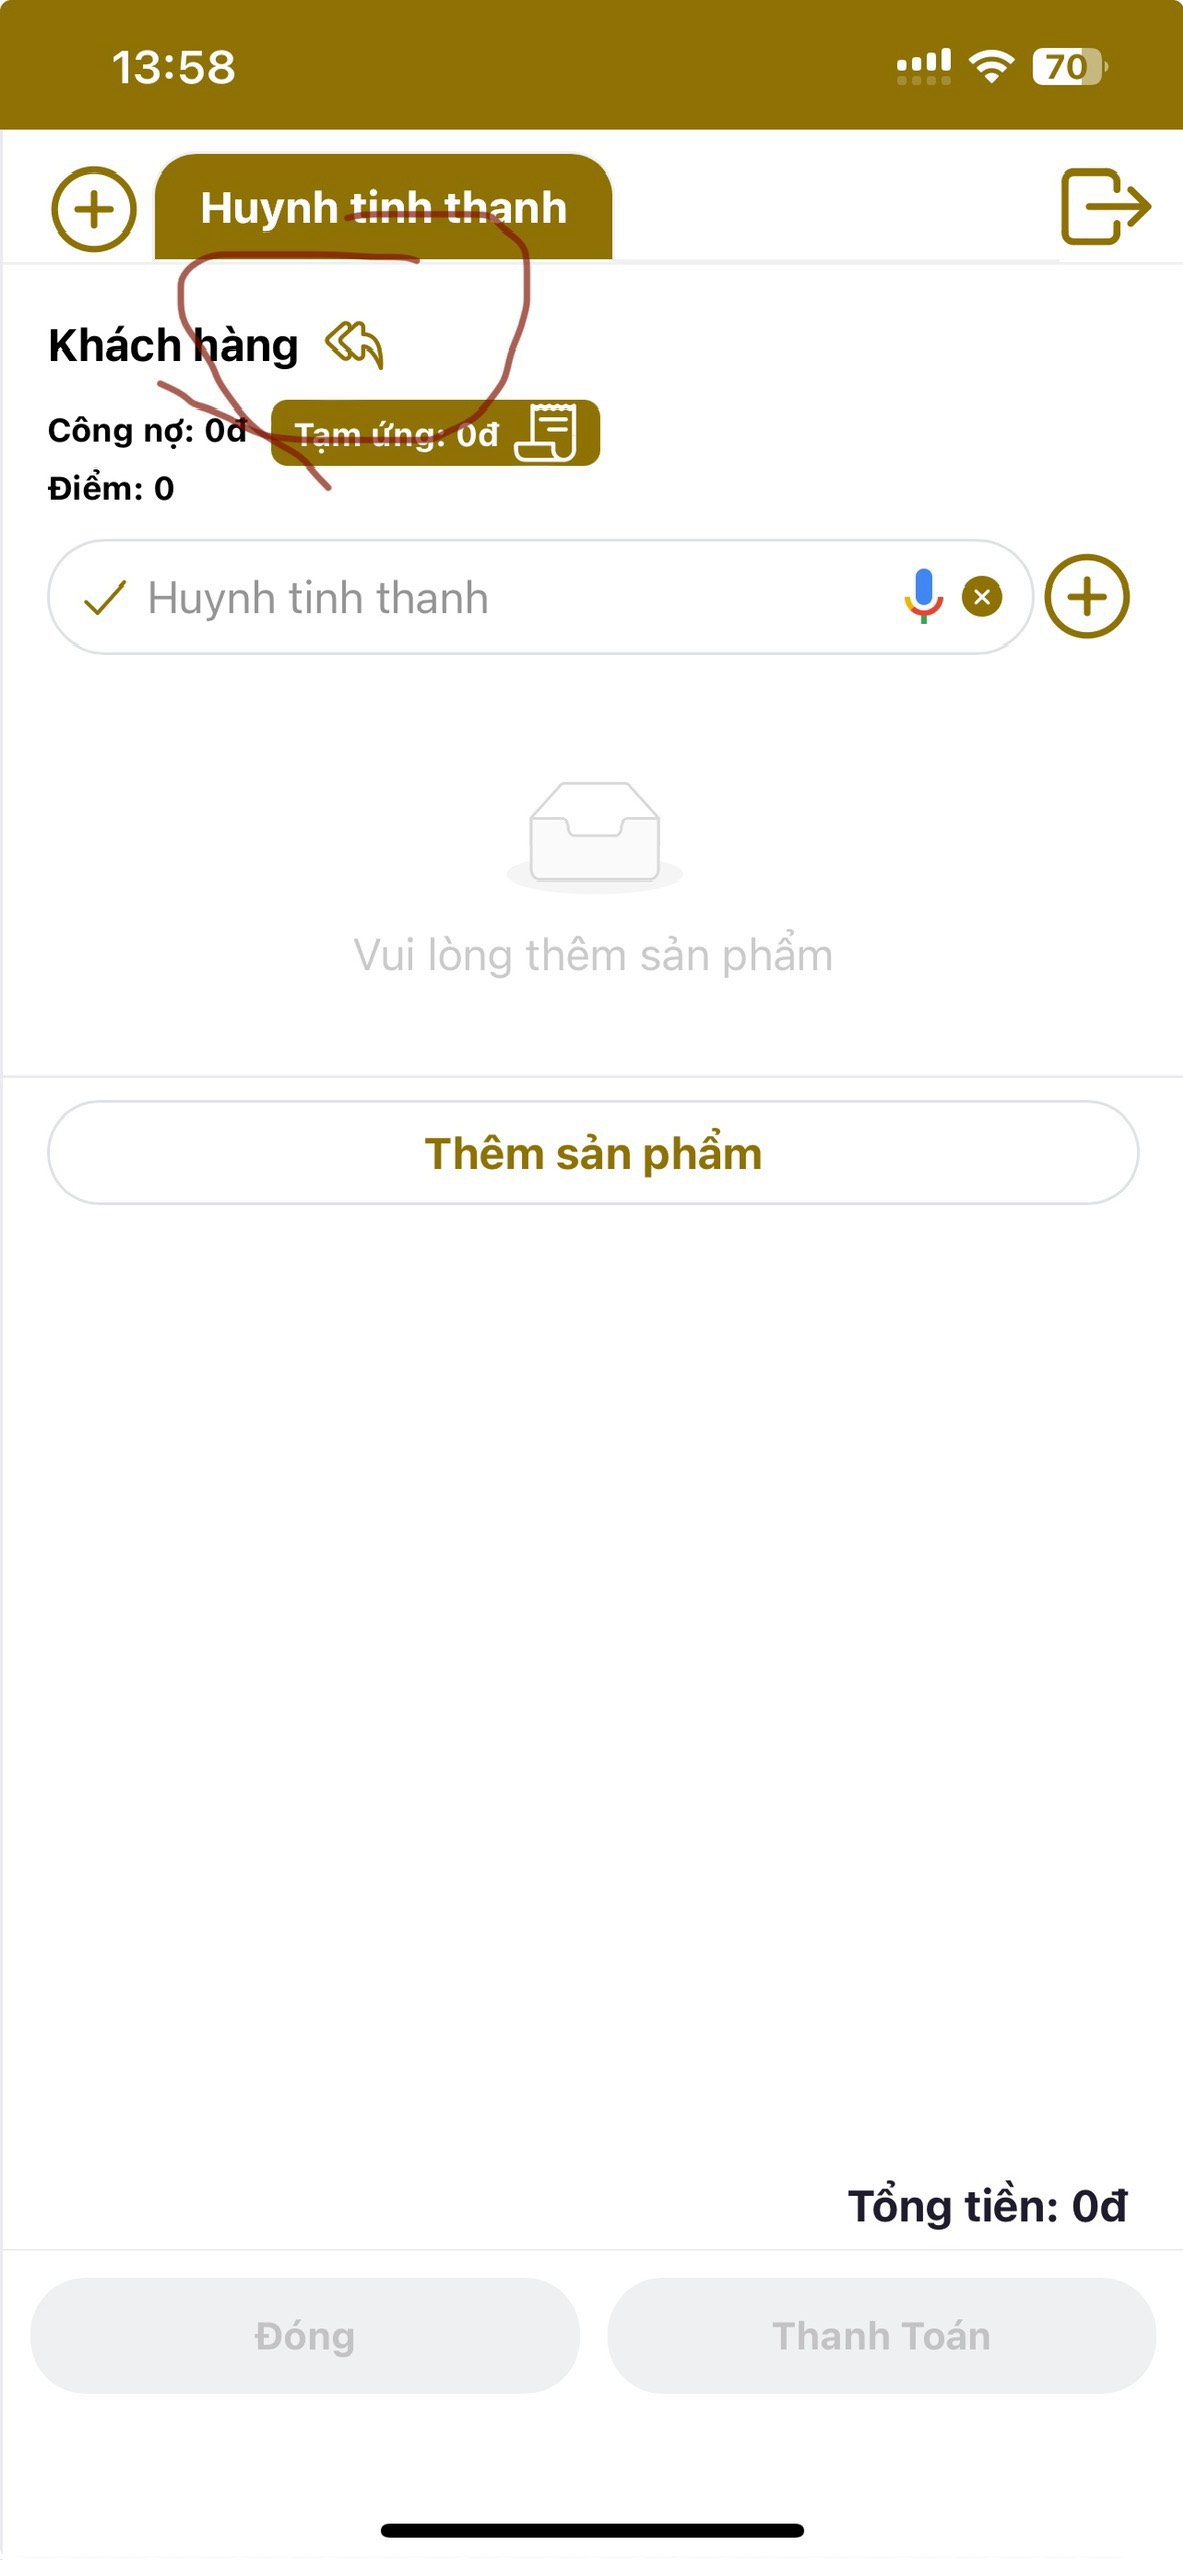 13:58
70
Huynh tinh thanh
Khách hàng
Công nợ: 0đ
Tạm ứng: 0đ
Điểm: 0
Huynh tinh thanh
Vui lòng thêm sản phẩm
Thêm sản phẩm
Tổng tiền: 0đ
Đóng
Thanh Toán